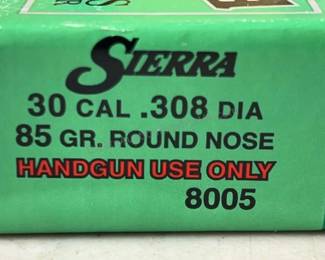 SIERRA
30 CAL .308 DIA
85 GR. ROUND NOSE
HANDGUN USE ONLY
8005